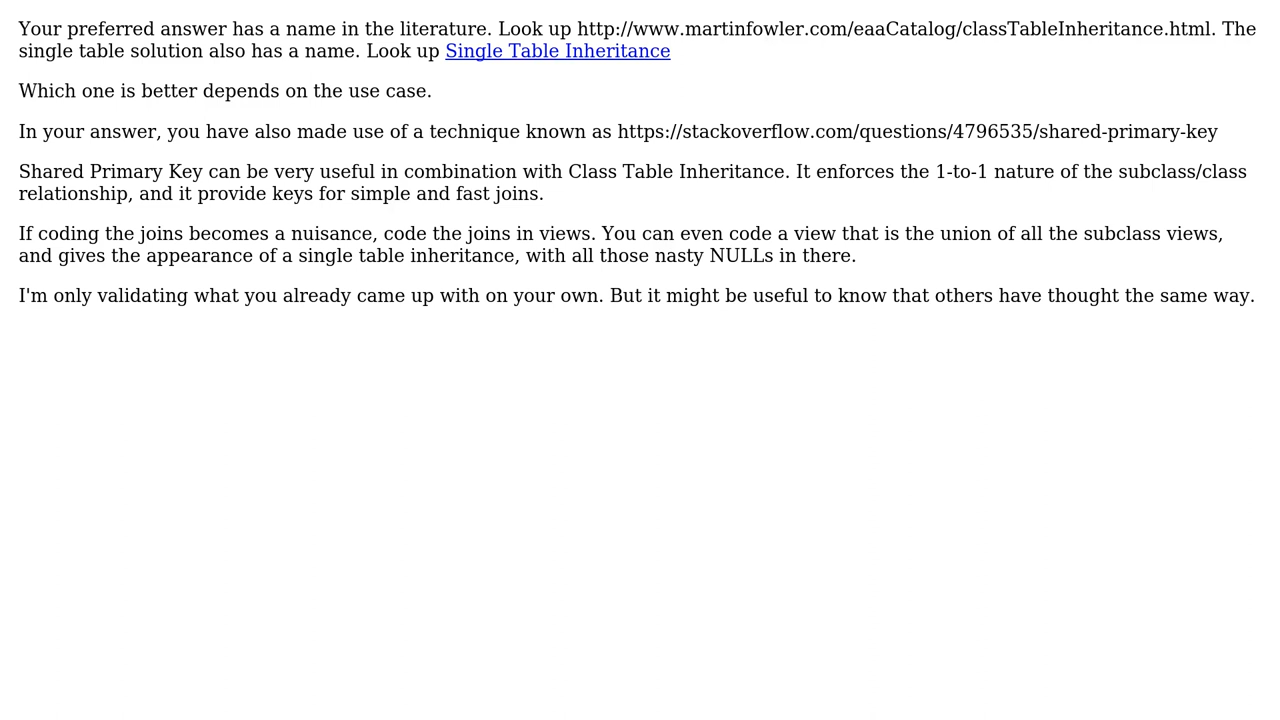 Your preferred answer has a name in the literature. Look up http://www.martinfowler.com/eaaCatalog/classTableInheritance.html. The
single table solution also has a name. Look up Single Table Inheritance
Which one is better depends on the use case.
In your answer, you have also made use of a technique known as https://stackoverflow.com/questions/4796535/shared-primary-key
Shared Primary Key can be very useful in combination with Class Table Inheritance. It enforces the 1-to-1 nature of the subclass/class
relationship, and it provide keys for simple and fast joins.
If coding the joins becomes a nuisance, code the joins in views. You can even code a view that is the union of all the subclass views,
and gives the appearance of a single table inheritance, with all those nasty NULLs in there.
I'm only validating what you already came up with on your own. But it might be useful to know that others have thought the same way.